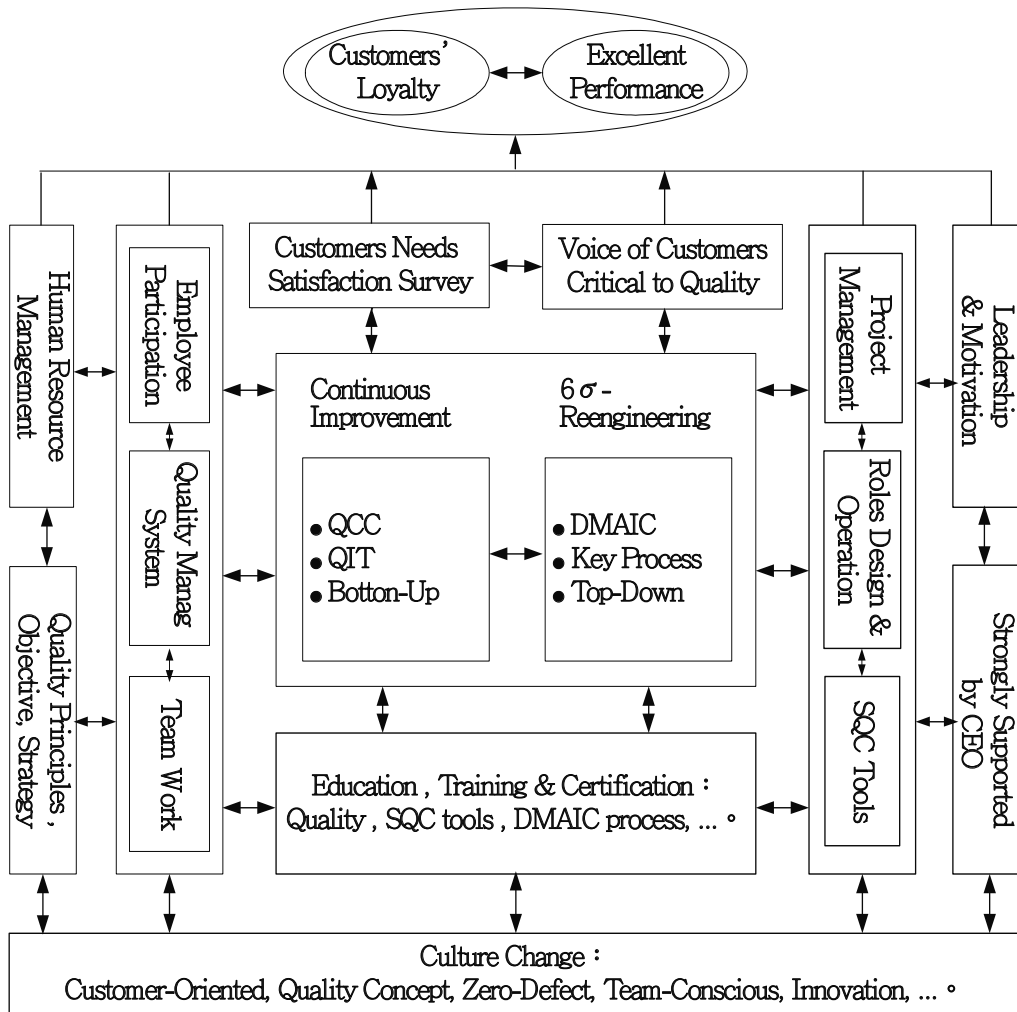 Customers’
Loyalty
Excellent
Performance
Customers Needs
Satisfaction Survey
Voice of Customers
Critical to Quality
Human Resource
Management
Employee
Participation
Continuous
Improvement
6σ-
Reengineering
Project
Management
Leadership
& Motivation
Quality Manag
System
● QCC
● QIT
● Botton-Up
● DMAIC
● Key Process
● Top-Down
Roles Design &
Operation
Quality Principles ,
Objective, Strategy
Team Work
Education , Training & Certification：
Quality , SQC tools , DMAIC process, ... 。
SQC Tools
Strongly Supported
by CEO
Culture Change：
Customer-Oriented, Quality Concept, Zero-Defect, Team-Conscious, Innovation, ... 。